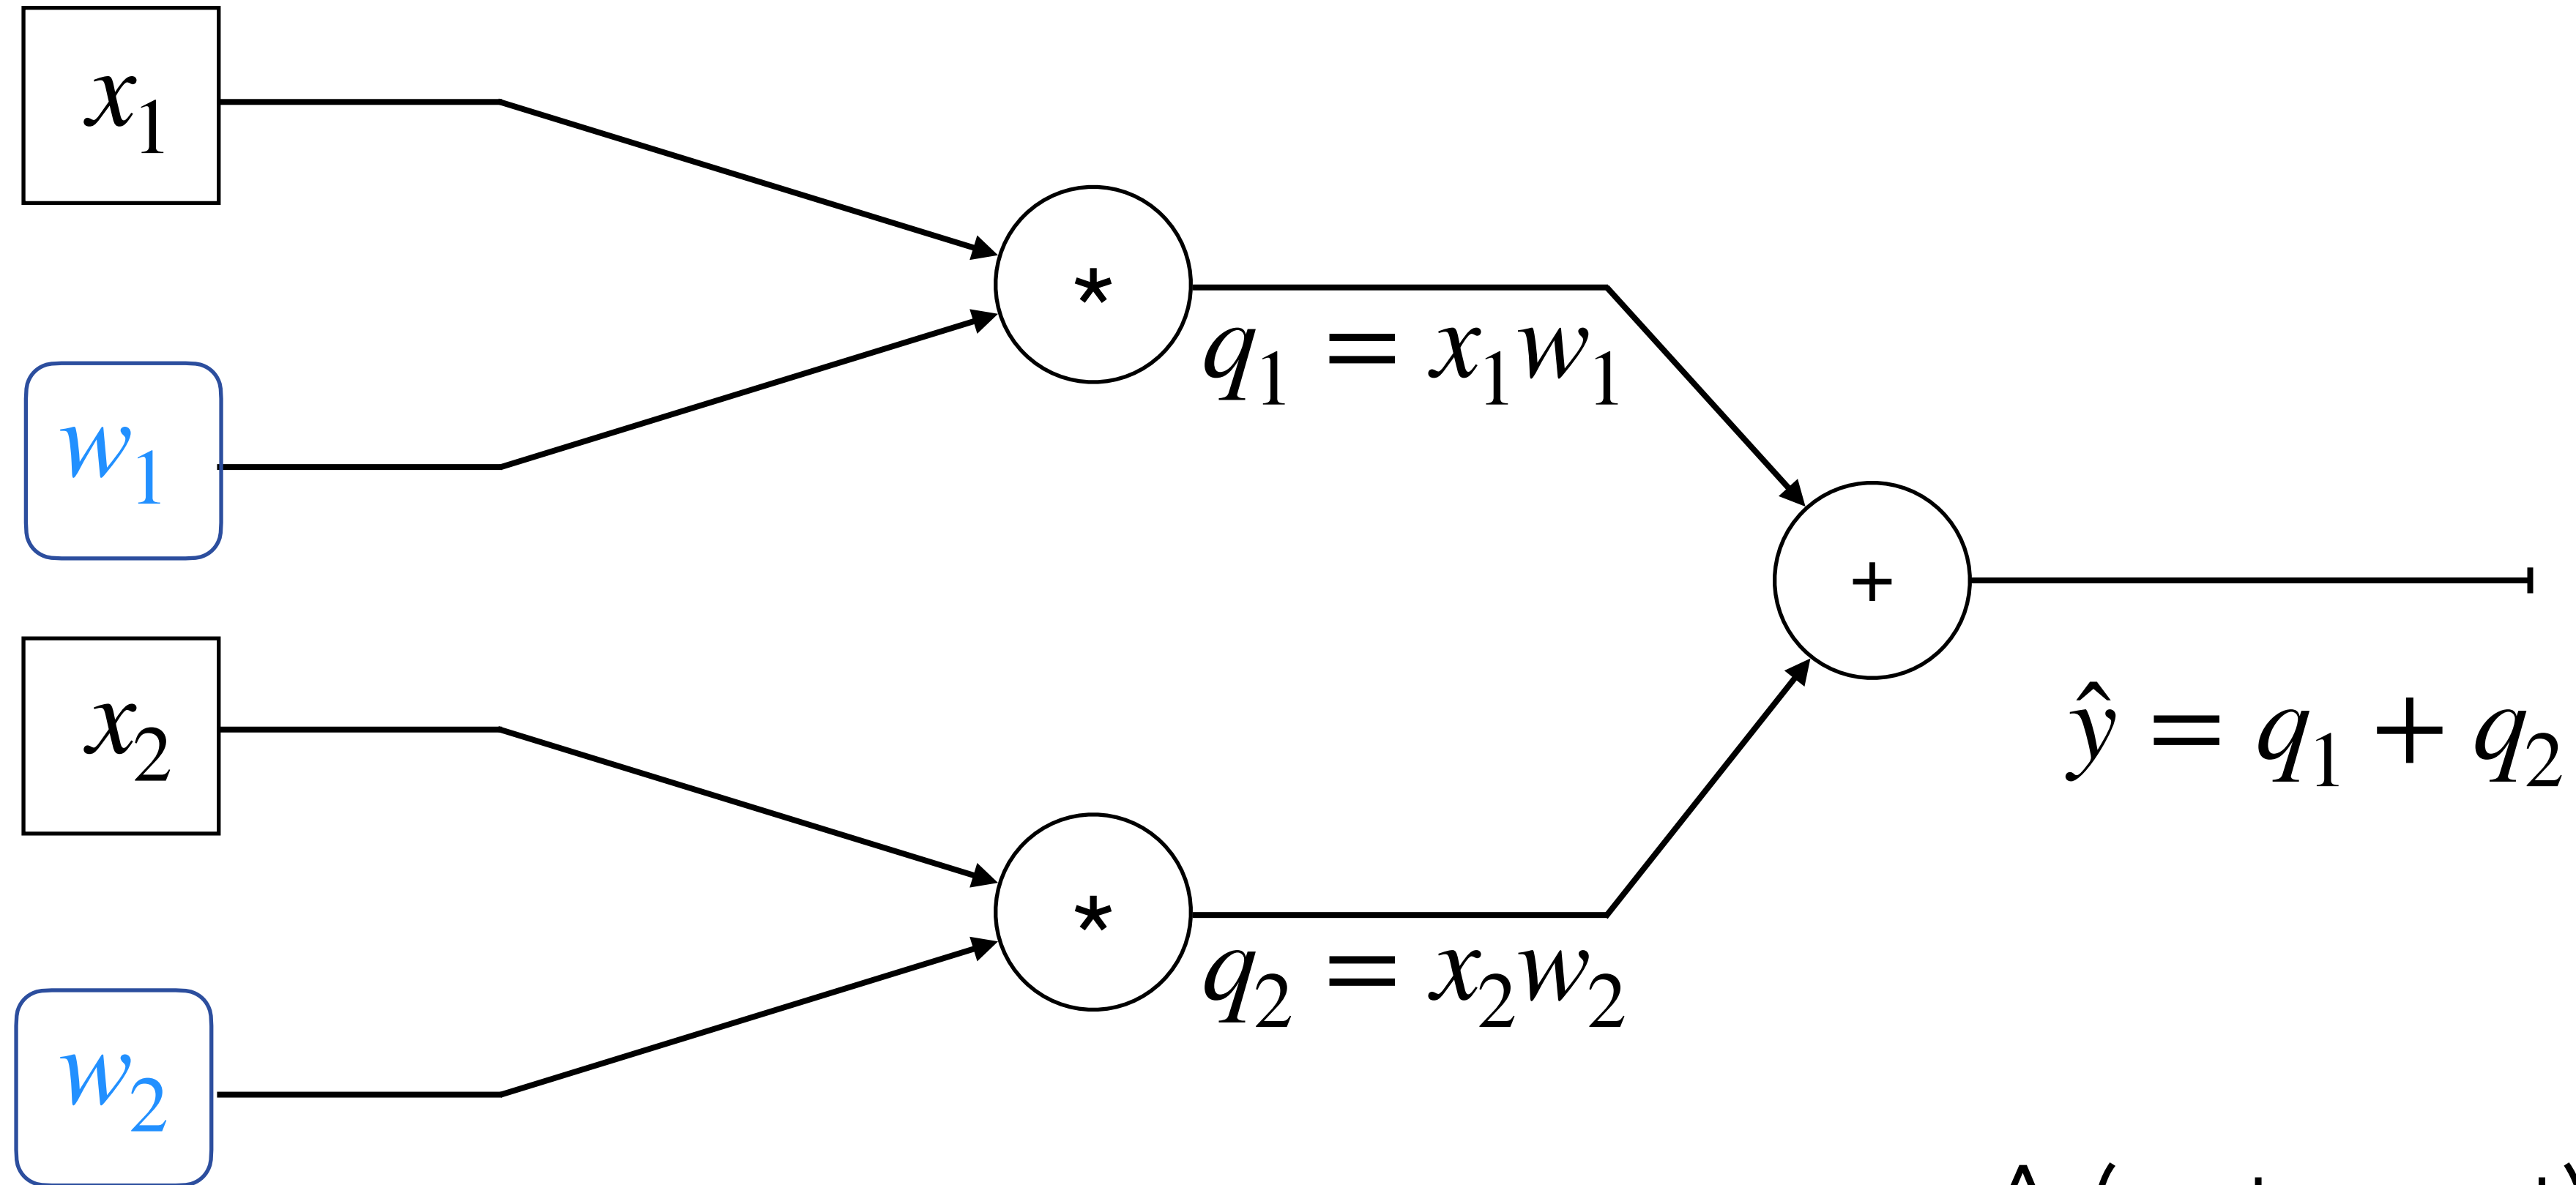 x₁
*
q₁ = x₁w₁
w₁
+
x₂
ŷ = q₁ + q₂
*
q₂ = x₂w₂
w₂